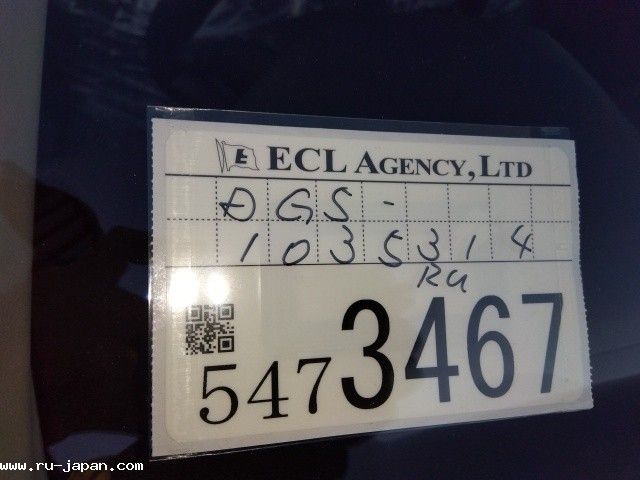 E ECL AGENCY, LTD
DGS-
1035314
RU
5473467
www.ru-japan.com